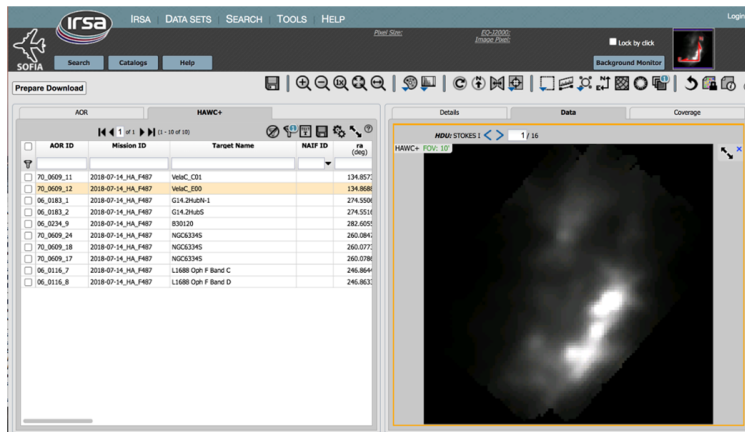 irsa IRSA DATA SETS SEARCH TOOLS HELP Login
Pixel Size: EQ-J2000:
Image Pixel:
Lock by click
SOFIA Search Catalogs Help Background Monitor
Prepare Download
AOR HAWC+ Details Data Coverage
1 of 1 (1 - 10 of 10)
HDU: STOKES I 1 / 16
AOR ID Mission ID Target Name NAIF ID ra
(deg)
HAWC+ FOV: 10'
70_0609_11 2018-07-14_HA_F487 VelaC_C01 134.857
70_0609_12 2018-07-14_HA_F487 VelaC_E00 134.868
06_0183_1 2018-07-14_HA_F487 G14.2HubN-1 274.550
06_0183_2 2018-07-14_HA_F487 G14.2HubS 274.551
06_0234_9 2018-07-14_HA_F487 B30120 282.605
70_0609_24 2018-07-14_HA_F487 NGC6334S 260.084
70_0609_18 2018-07-14_HA_F487 NGC6334S 260.077
70_0609_17 2018-07-14_HA_F487 NGC6334S 260.078
06_0116_7 2018-07-14_HA_F487 L1688 Oph F Band C 246.864
06_0116_8 2018-07-14_HA_F487 L1688 Oph F Band D 246.863